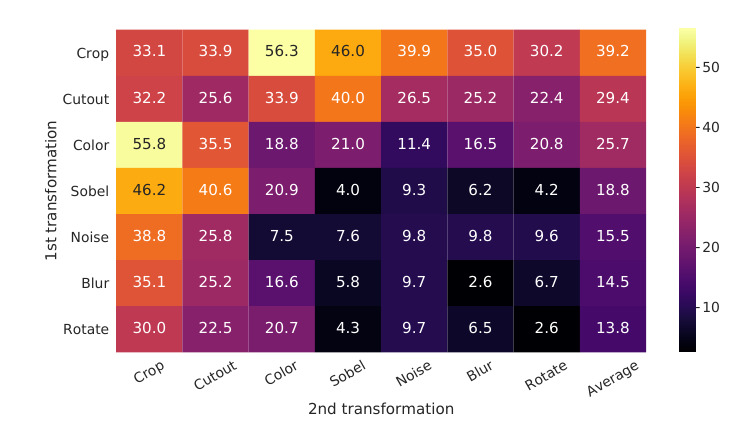 Crop 33.1 33.9 56.3 46.0 39.9 35.0 30.2 39.2
Cutout 32.2 25.6 33.9 40.0 26.5 25.2 22.4 29.4
Color 55.8 35.5 18.8 21.0 11.4 16.5 20.8 25.7
Sobel 46.2 40.6 20.9 4.0 9.3 6.2 4.2 18.8
Noise 38.8 25.8 7.5 7.6 9.8 9.8 9.6 15.5
Blur 35.1 25.2 16.6 5.8 9.7 2.6 6.7 14.5
Rotate 30.0 22.5 20.7 4.3 9.7 6.5 2.6 13.8
Crop Cutout Color Sobel Noise Blur Rotate Average
1st transformation
2nd transformation
50
40
30
20
10